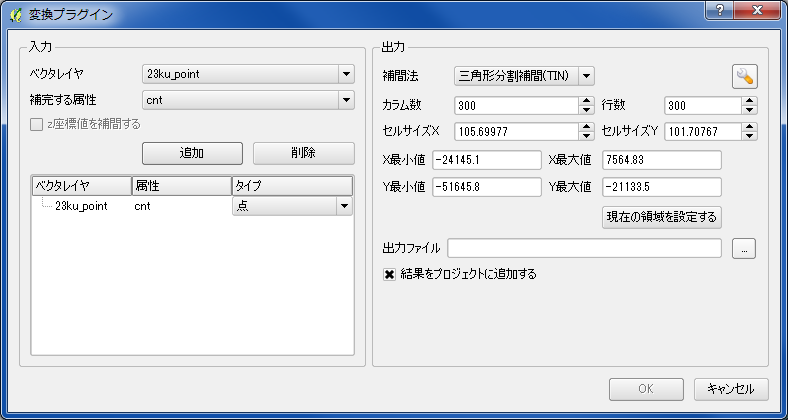 変換プラグイン
入力
ベクタレイヤ 23ku_point
補完する属性 cnt
z座標値を補間する
追加 削除
ベクタレイヤ 属性 タイプ
23ku_point cnt 点
出力
補間法 三角形分割補間(TIN)
カラム数 300 行数 300
セルサイズX 105.69977 セルサイズY 101.70767
X最小値 -24145.1 X最大値 7564.83
Y最小値 -51645.8 Y最大値 -21133.5
現在の領域を設定する
出力ファイル ...
結果をプロジェクトに追加する
OK キャンセル